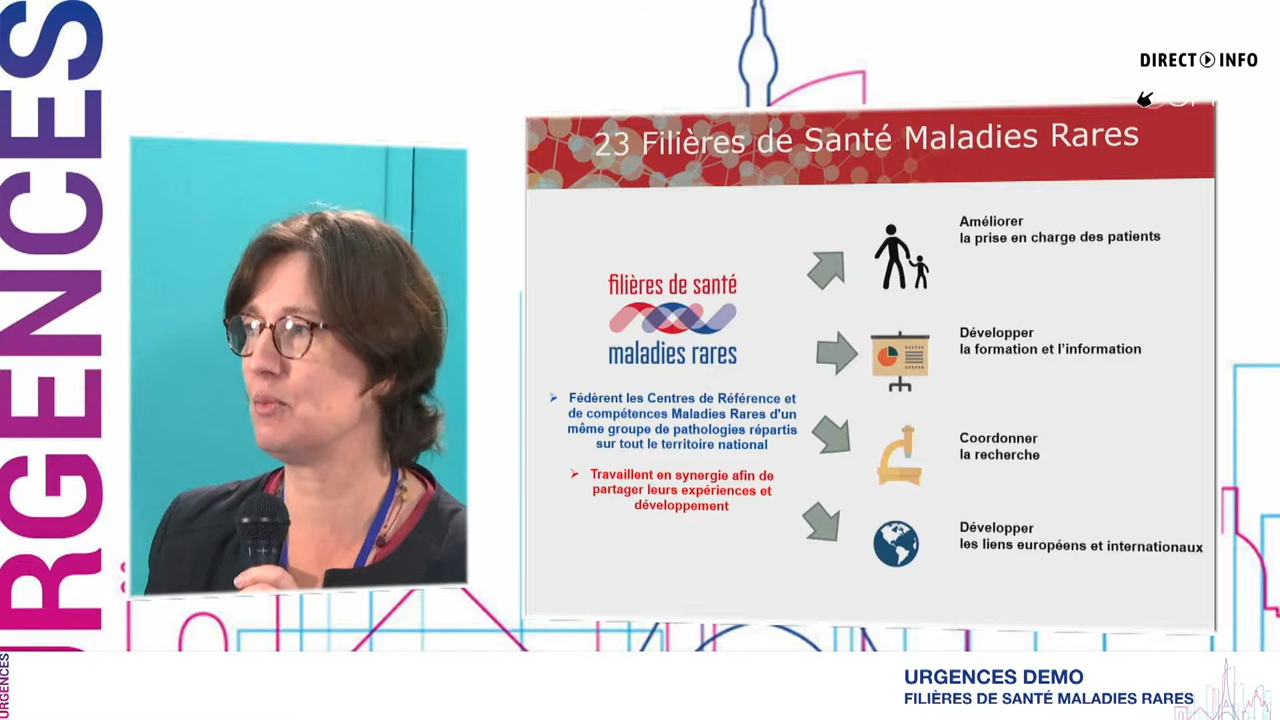 URGENCES
DIRECT INFO
23 Filières de Santé Maladies Rares
filières de santé
maladies rares
➢ Fédèrent les Centres de Référence et
de compétences Maladies Rares d'un
même groupe de pathologies répartis
sur tout le territoire national
➢ Travaillent en synergie afin de
partager leurs expériences et
développement
Améliorer
la prise en charge des patients
Développer
la formation et l'information
Coordonner
la recherche
Développer
les liens européens et internationaux
URGENCES
URGENCES DEMO
FILIÈRES DE SANTÉ MALADIES RARES